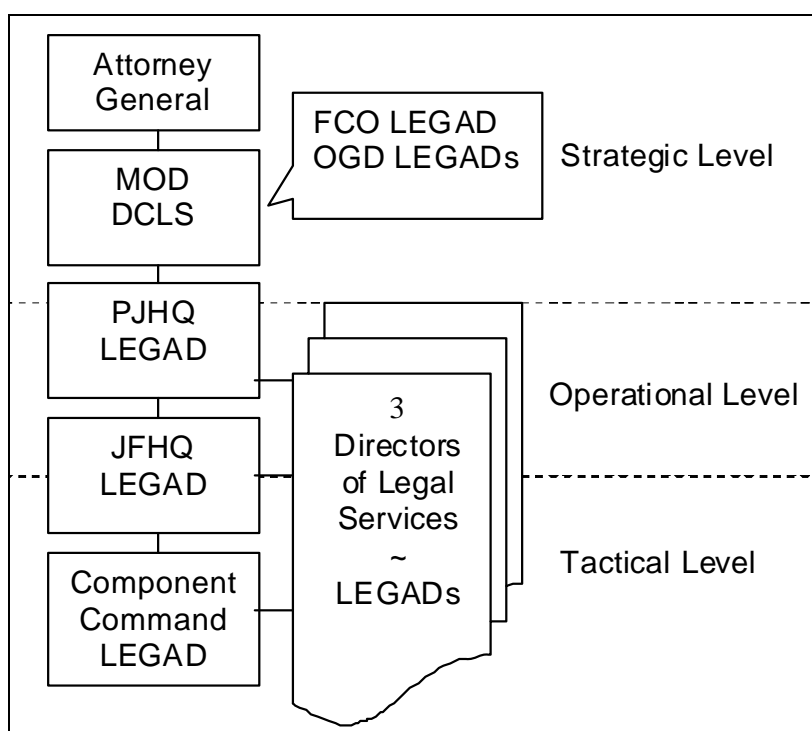 Attorney
General
FCO LEGAD
OGD LEGADs
Strategic Level
MOD
DCLS
PJHQ
LEGAD
Operational Level
3
Directors
of Legal
Services
~
LEGADs
JFHQ
LEGAD
Tactical Level
Component
Command
LEGAD